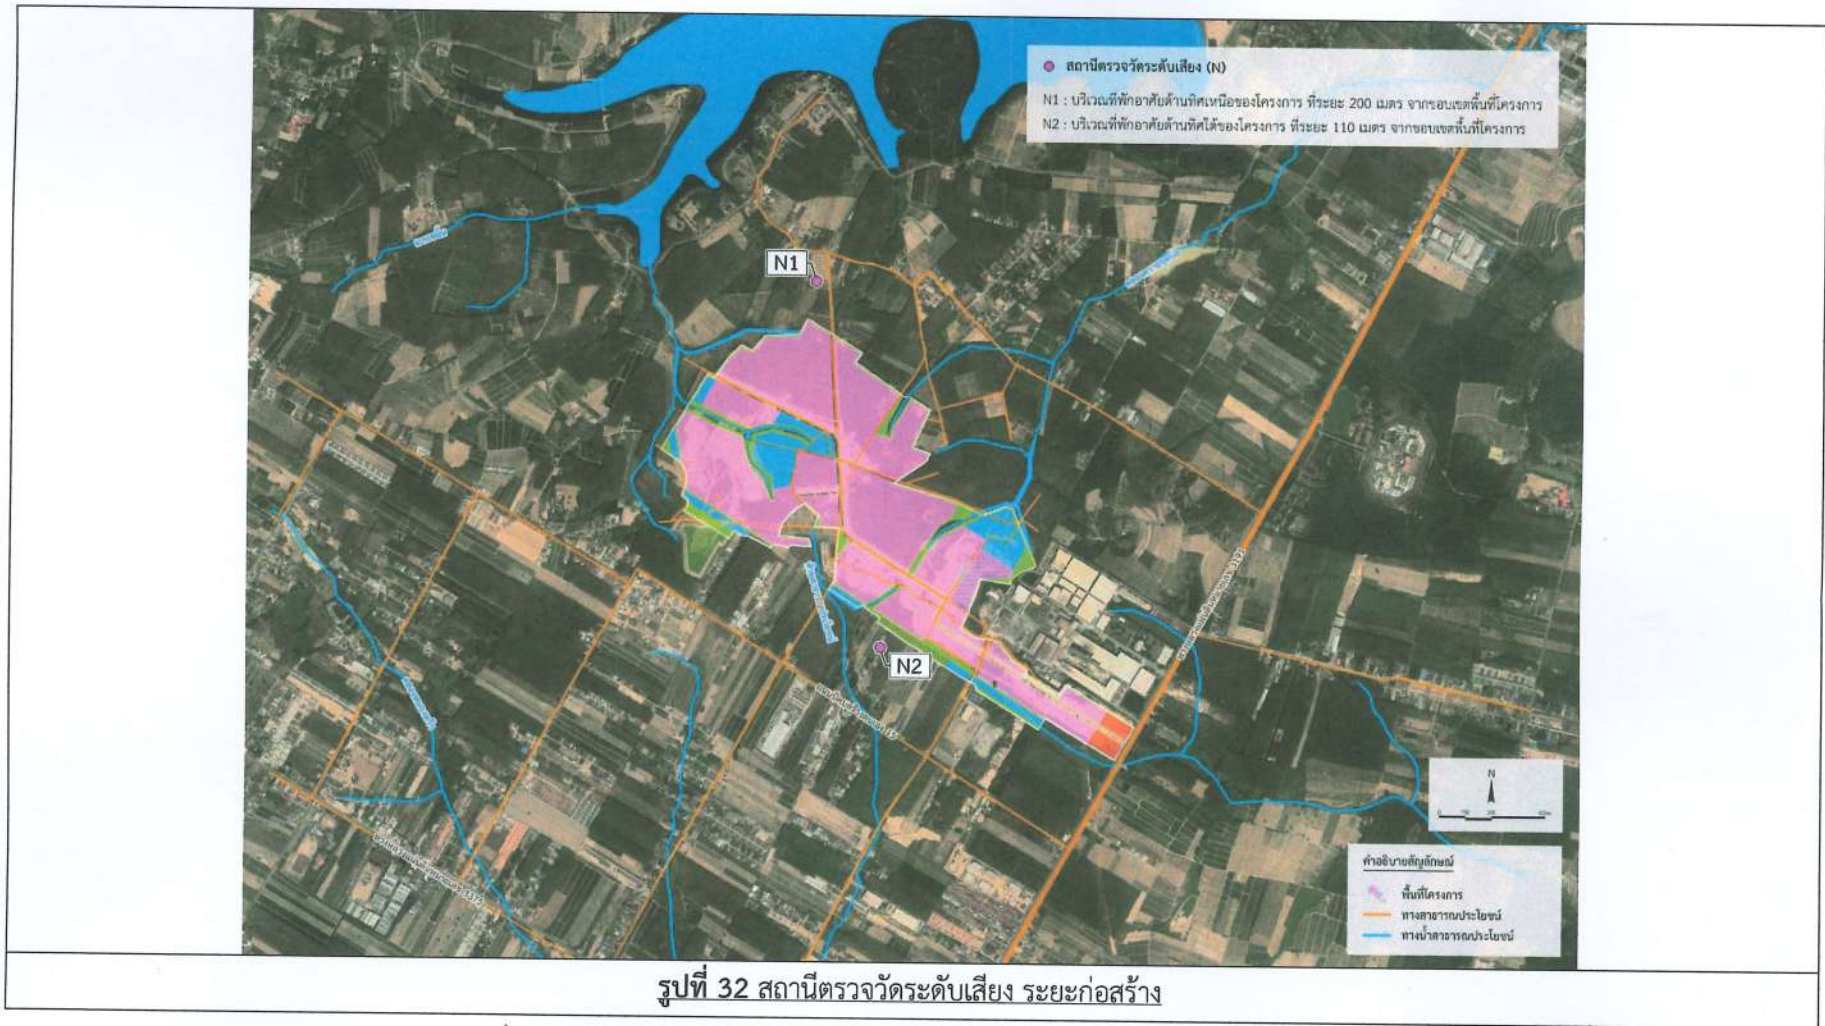 สถานีตรวจวัดระดับเสียง (N)
N1 : บริเวณที่พักอาศัยด้านทิศเหนือของโครงการ ที่ระยะ 200 เมตร จากขอบเขตพื้นที่โครงการ
N2 : บริเวณที่พักอาศัยด้านทิศใต้ของโครงการ ที่ระยะ 110 เมตร จากขอบเขตพื้นที่โครงการ
N1
N2
N
คำอธิบายสัญลักษณ์
พื้นที่โครงการ
ทางสาธารณประโยชน์
ทางน้ำสาธารณประโยชน์
รูปที่ 32 สถานีตรวจวัดระดับเสียง ระยะก่อสร้าง